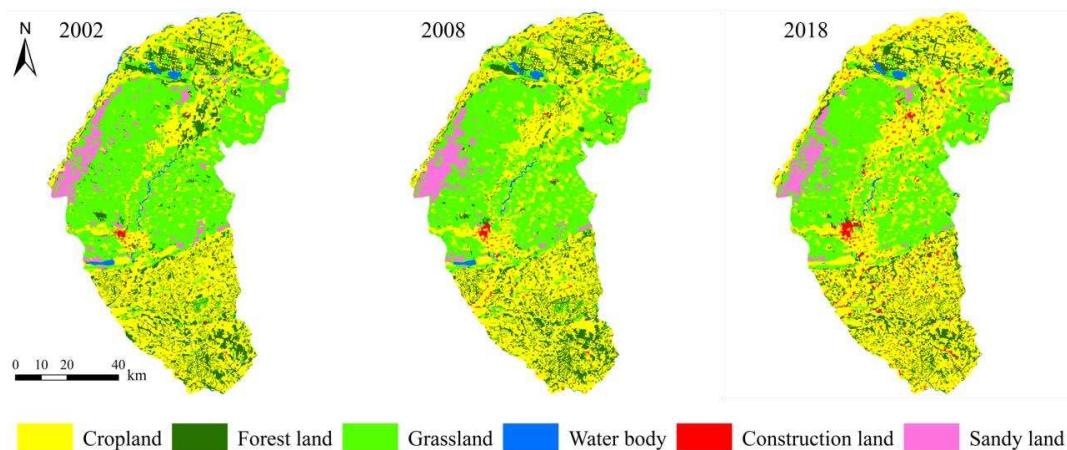 N
2002
2008
2018
0 10 20 40
km
Cropland Forest land Grassland Water body Construction land Sandy land